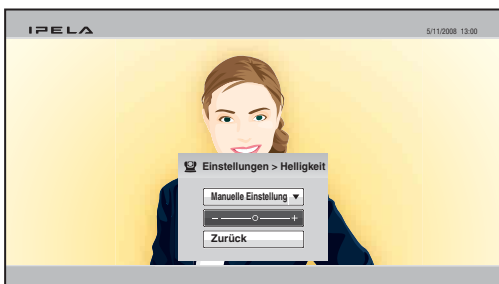 IPELA
5/11/2008 13:00
Einstellungen > Helligkeit
Manuelle Einstellung ▼
- +
Zurück